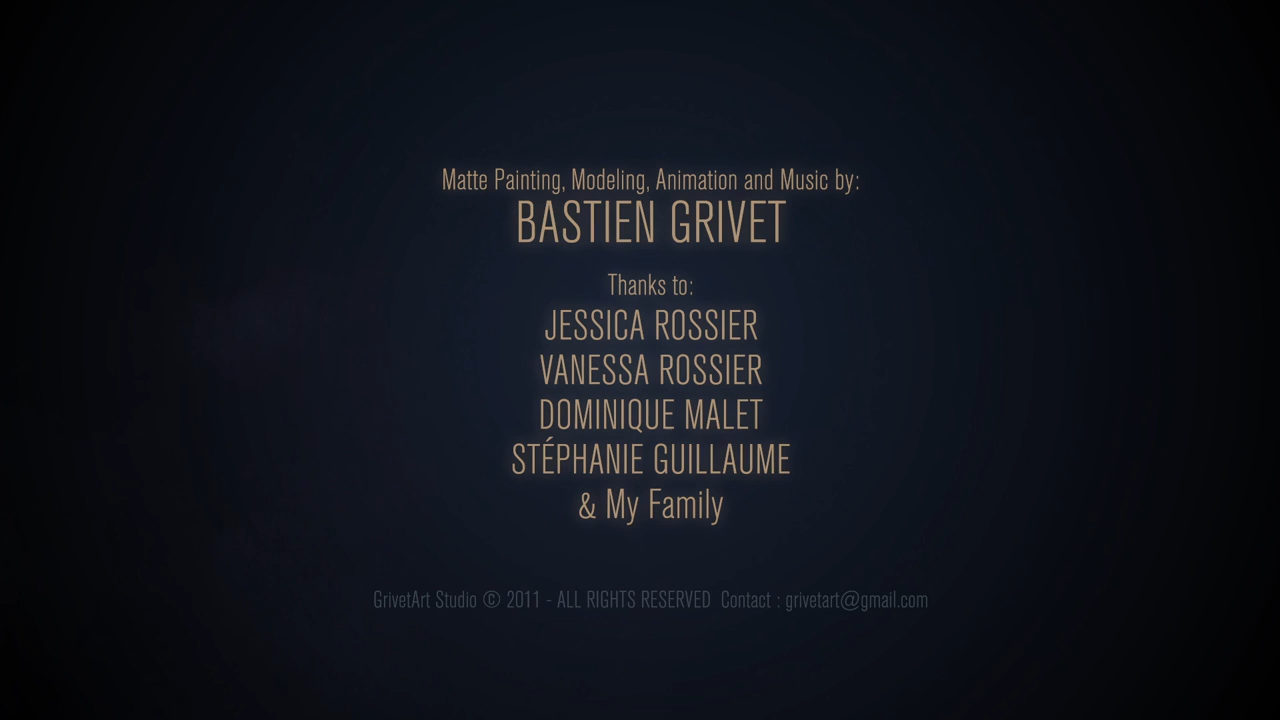 Matte Painting, Modeling, Animation and Music by:
BASTIEN GRIVET
Thanks to:
JESSICA ROSSIER
VANESSA ROSSIER
DOMINIQUE MALET
STÉPHANIE GUILLAUME
& My Family
GrivetArt Studio © 2011 - ALL RIGHTS RESERVED Contact : grivetart@gmail.com